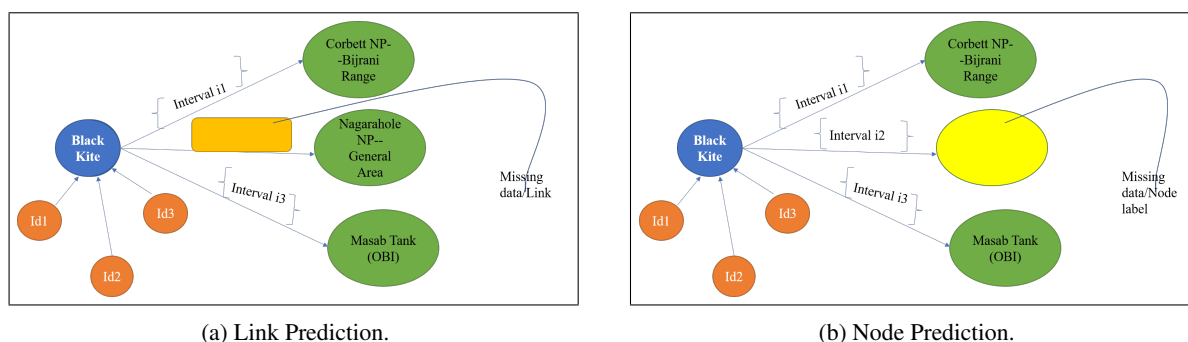 Corbett NP-
-Bijrani
Range
Interval i1
Black
Kite
Nagarahole
NP--
General
Area
Missing
data/Link
Interval i3
Id1
Id3
Id2
Masab Tank
(OBI)
(a) Link Prediction.
Corbett NP-
-Bijrani
Range
Interval i1
Interval i2
Black
Kite
Missing
data/Node
label
Interval i3
Id1
Id3
Id2
Masab Tank
(OBI)
(b) Node Prediction.